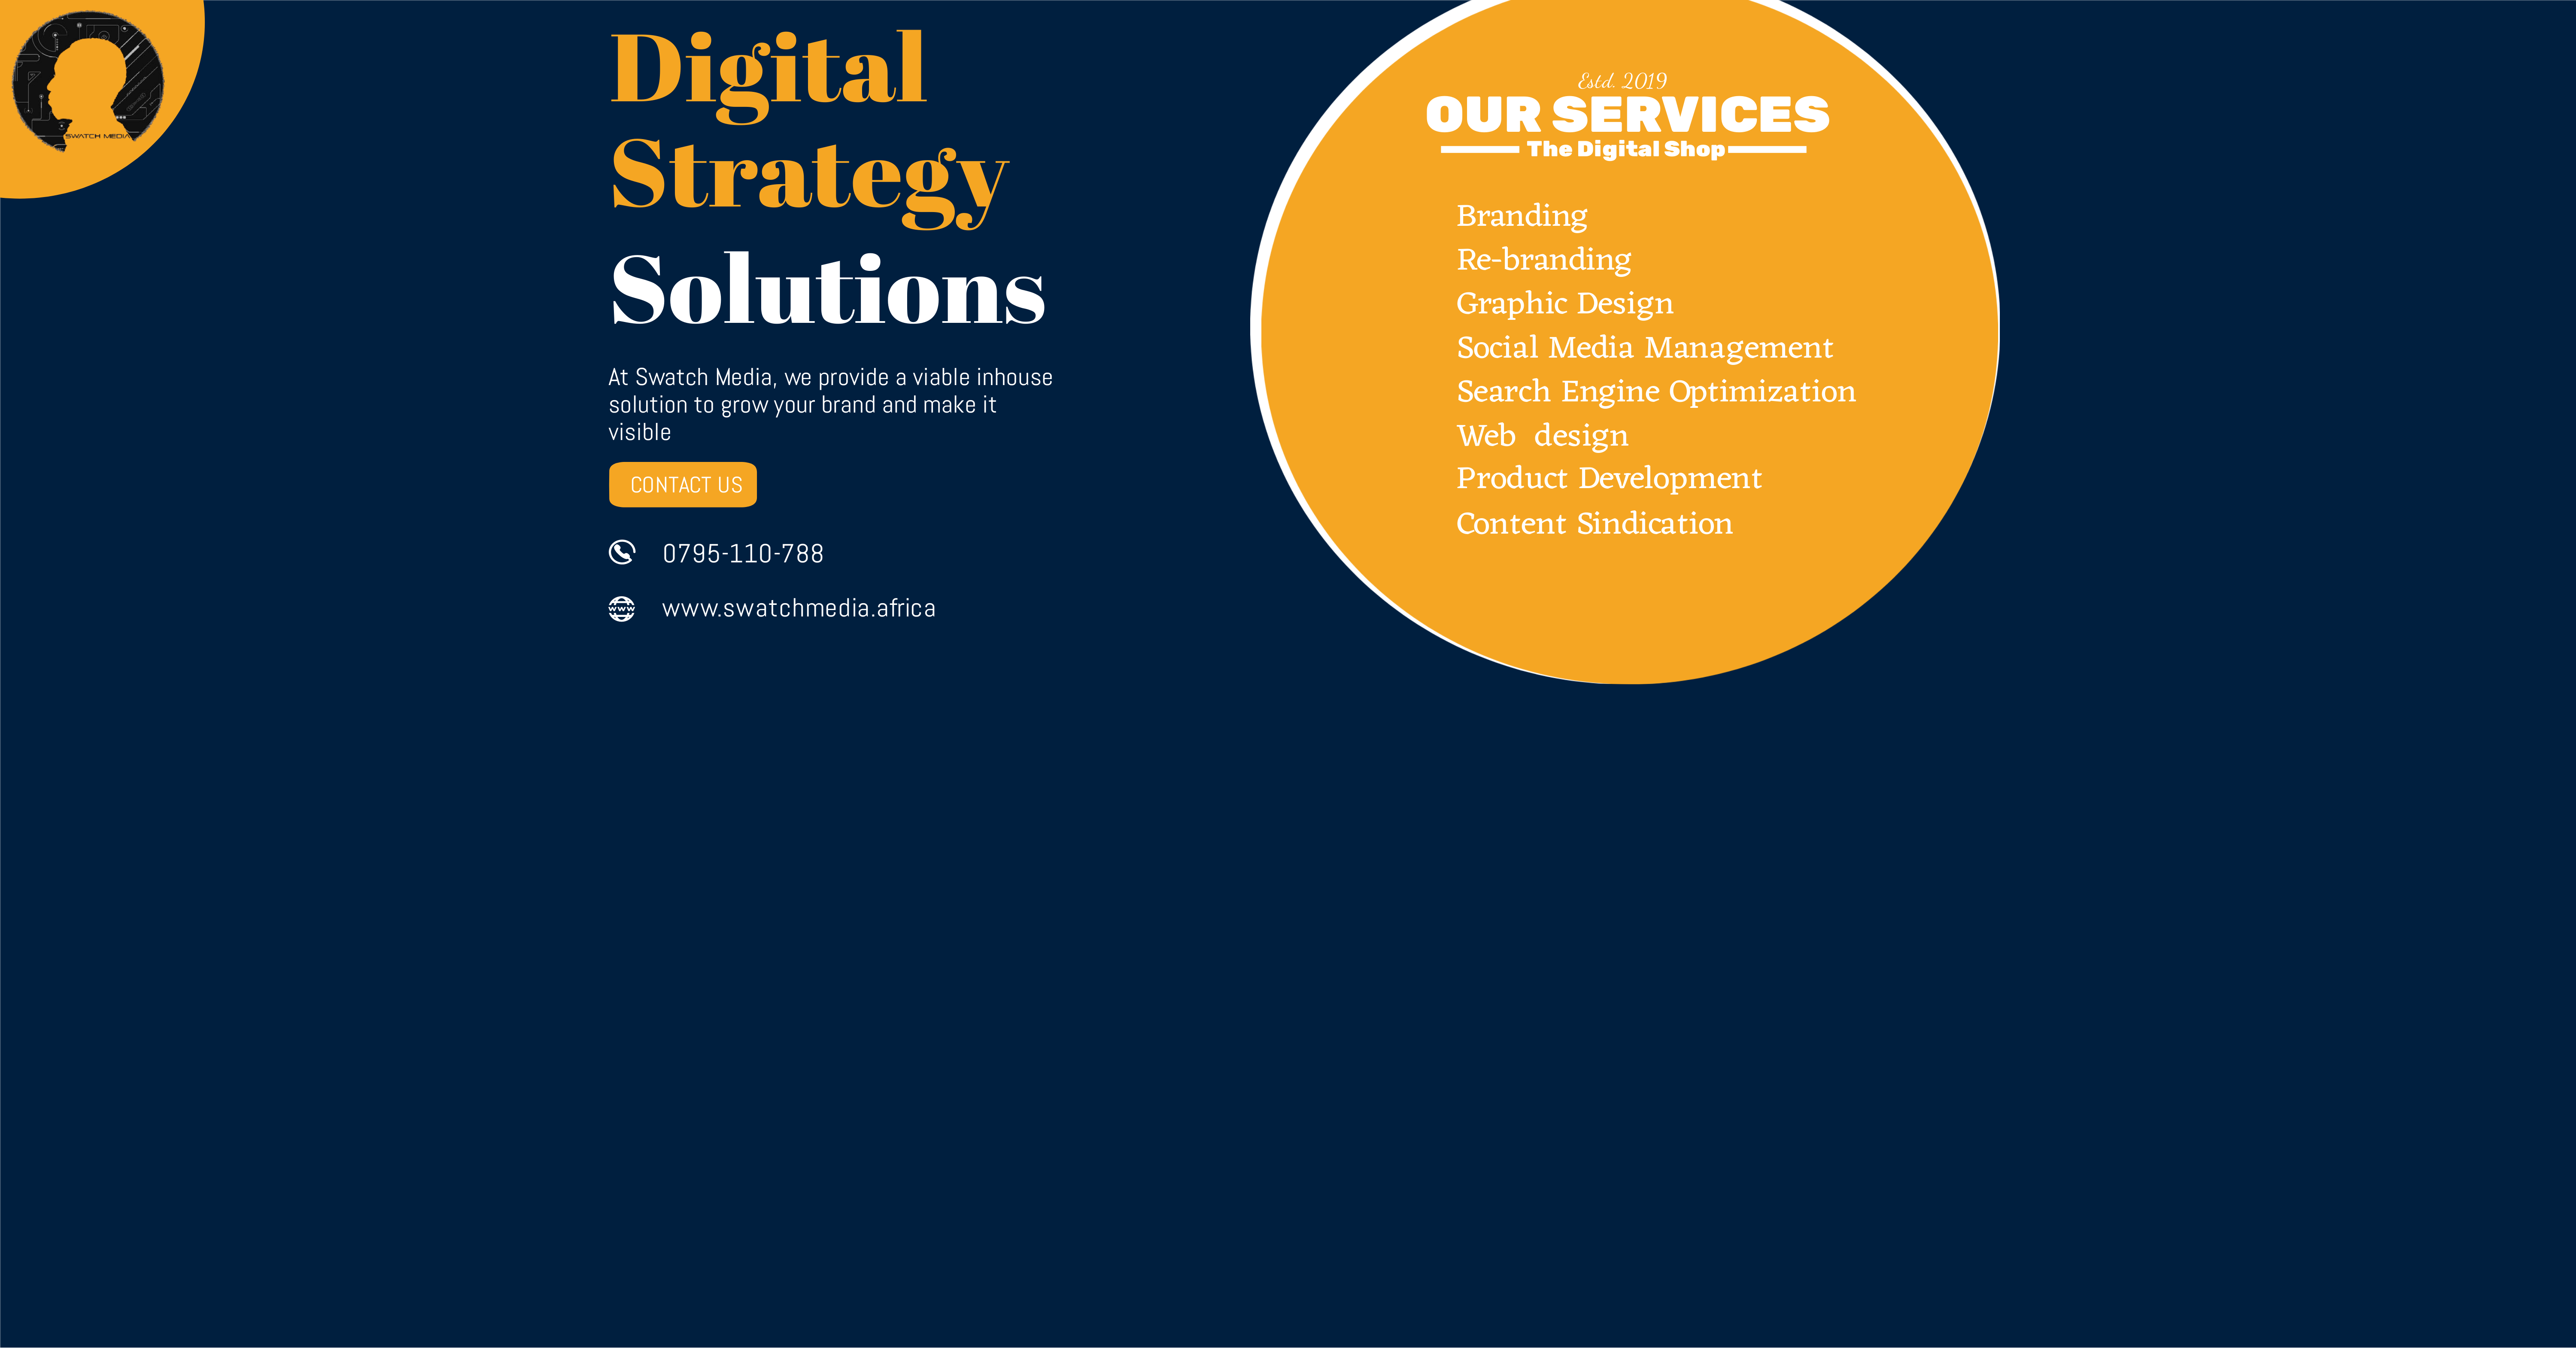 SWATCH MEDIA
Digital
Strategy
Solutions
At Swatch Media, we provide a viable inhouse
solution to grow your brand and make it
visible
CONTACT US
0795-110-788
www
www.swatchmedia.africa
Estd. 2019
OUR SERVICES
The Digital Shop
Branding
Re-branding
Graphic Design
Social Media Management
Search Engine Optimization
Web design
Product Development
Content Sindication